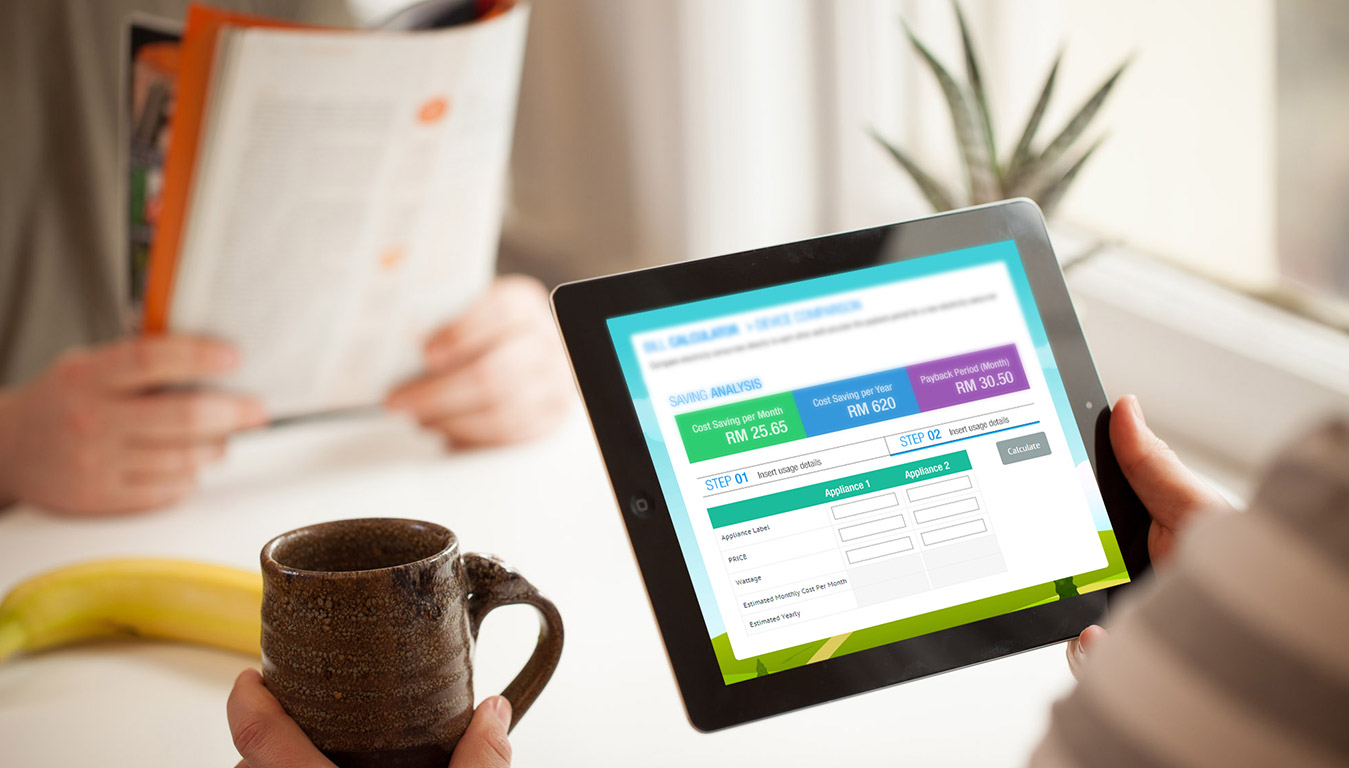 BILL CALCULATOR > DEVICE COMPARISON
SAVING ANALYSIS
Cost Saving per Month
RM 25.65
Cost Saving per Year
RM 620
Payback Period (Month)
RM 30.50
STEP 01 Insert usage details
STEP 02 Insert usage details
Calculate
Appliance 1 Appliance 2
Appliance Label
PRICE
Wattage
Estimated Monthly Cost Per Month
Estimated Yearly